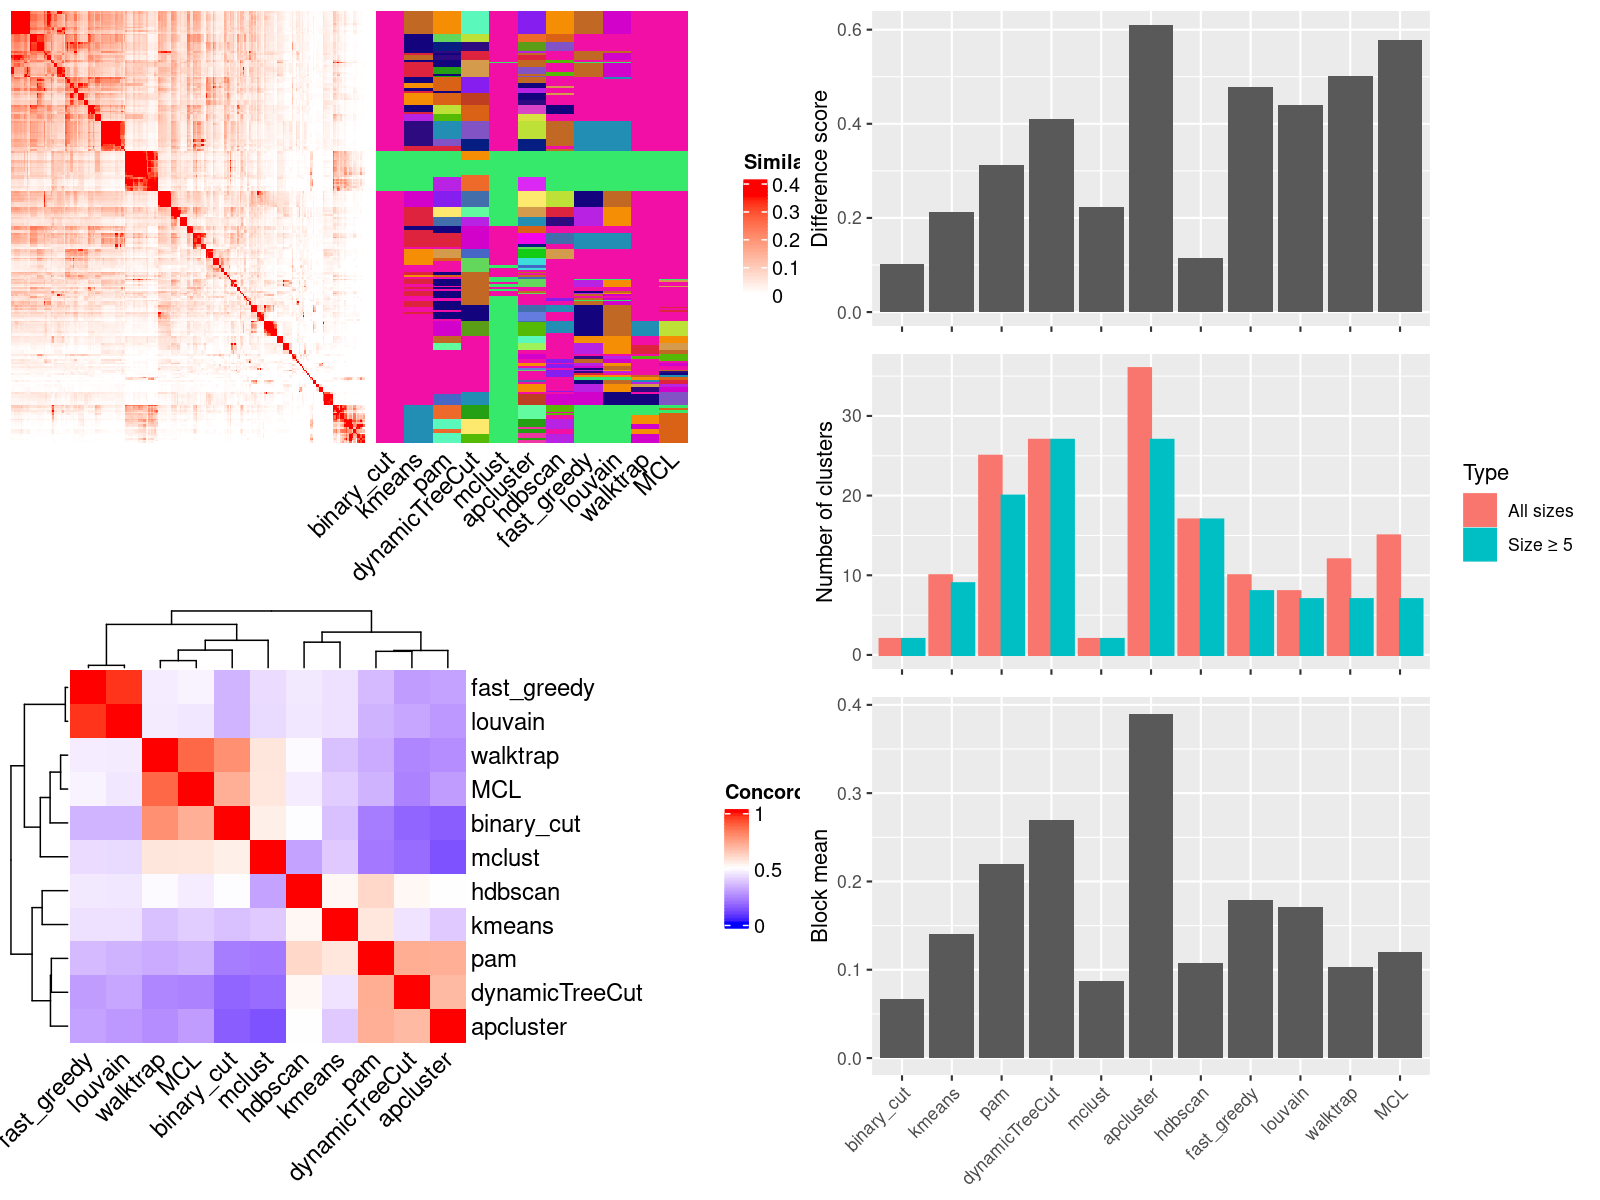 Simila
0.4
0.3
0.2
0.1
0
binary_cut
kmeans
pam
dynamicTreeCut
mclust
apcluster
hdbscan
fast_greedy
louvain
walktrap
MCL
Difference score
0.6
0.4
0.2
0.0
Number of clusters
30
20
10
0
Type
All sizes
Size ≥ 5
fast_greedy
louvain
walktrap
MCL
binary_cut
mclust
hdbscan
kmeans
pam
dynamicTreeCut
apcluster
fast_greedy
louvain
walktrap
MCL
binary_cut
mclust
hdbscan
kmeans
pam
dynamicTreeCut
apcluster
Concord
1
0.5
0
Block mean
0.4
0.3
0.2
0.1
0.0
binary_cut
kmeans
pam
dynamicTreeCut
mclust
apcluster
hdbscan
fast_greedy
louvain
walktrap
MCL